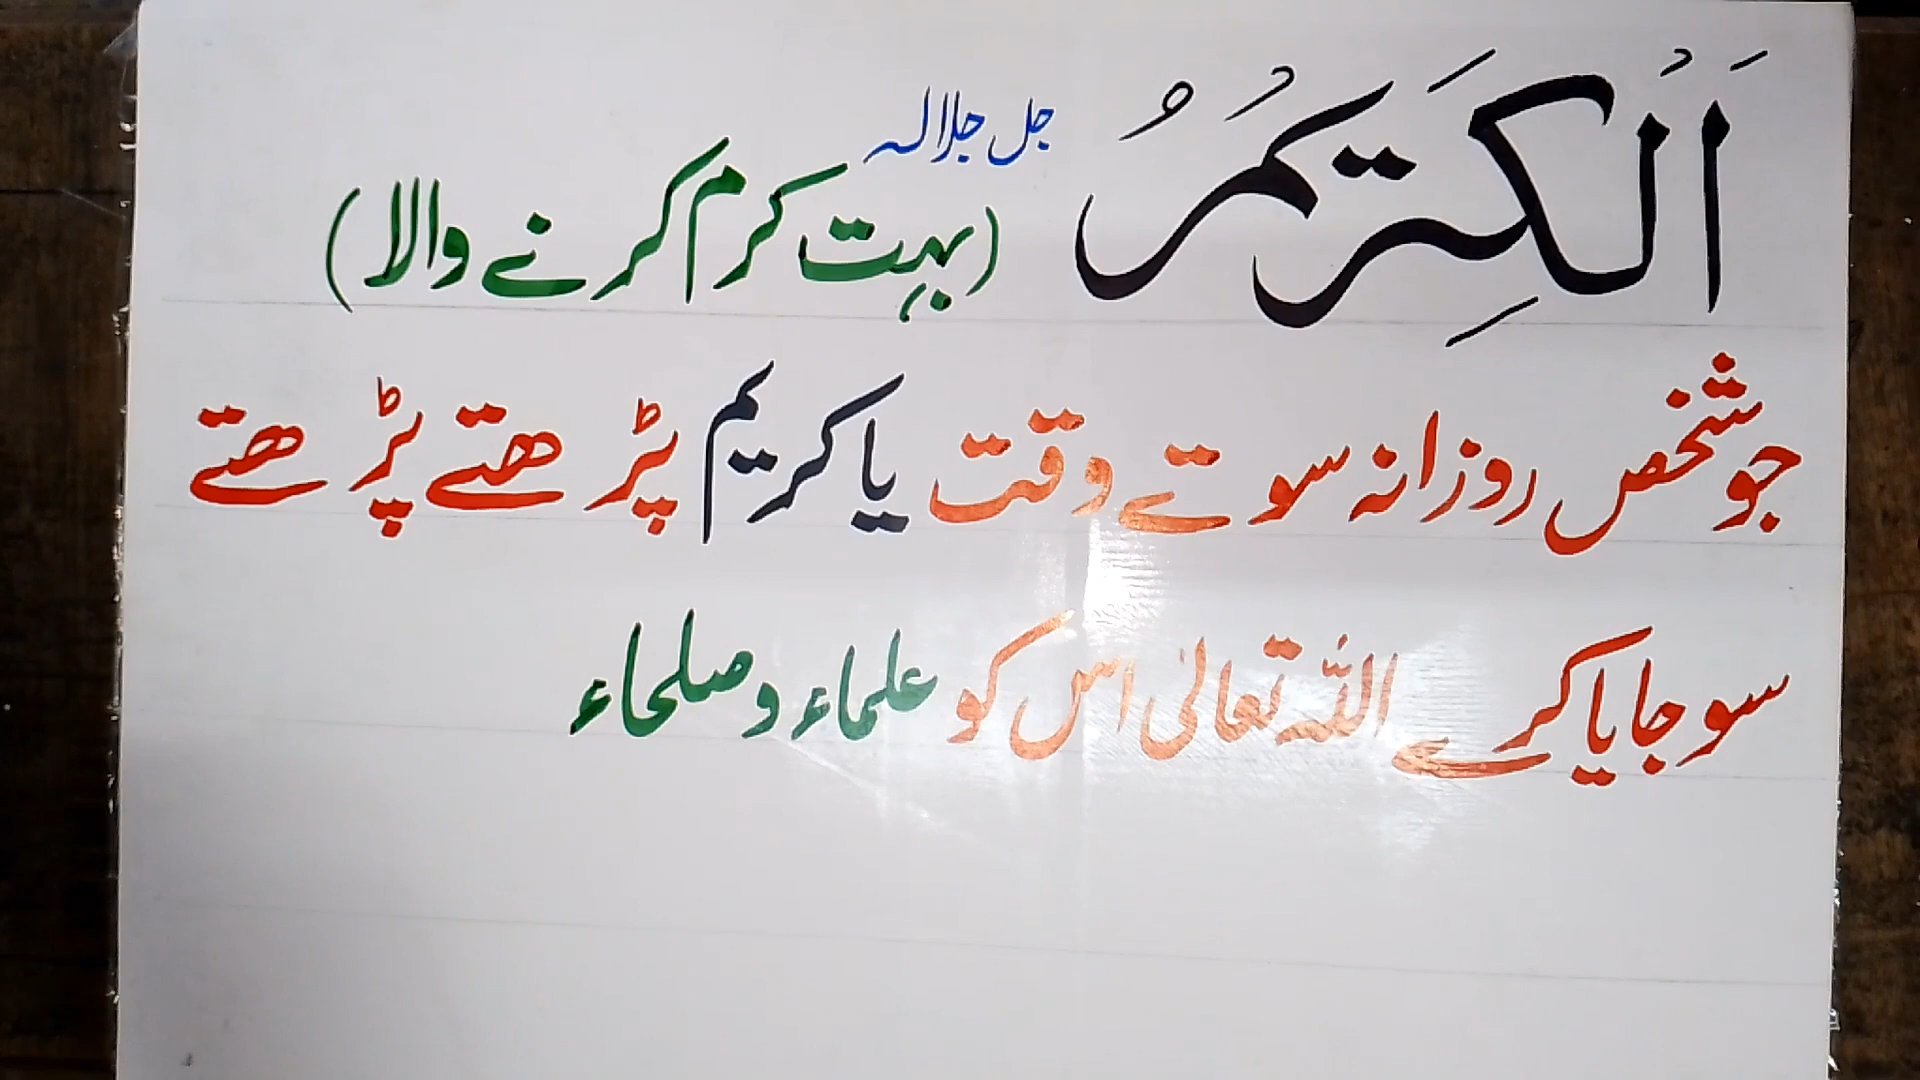 اَلْکَرِیْمُ جل جلالہ (بہت کرم کرنے والا)
جو شخص روزانہ سوتے وقت یا کریم پڑھتے پڑھتے
سو جایا کرے اللہ تعالیٰ اس کو علماء و صلحاء